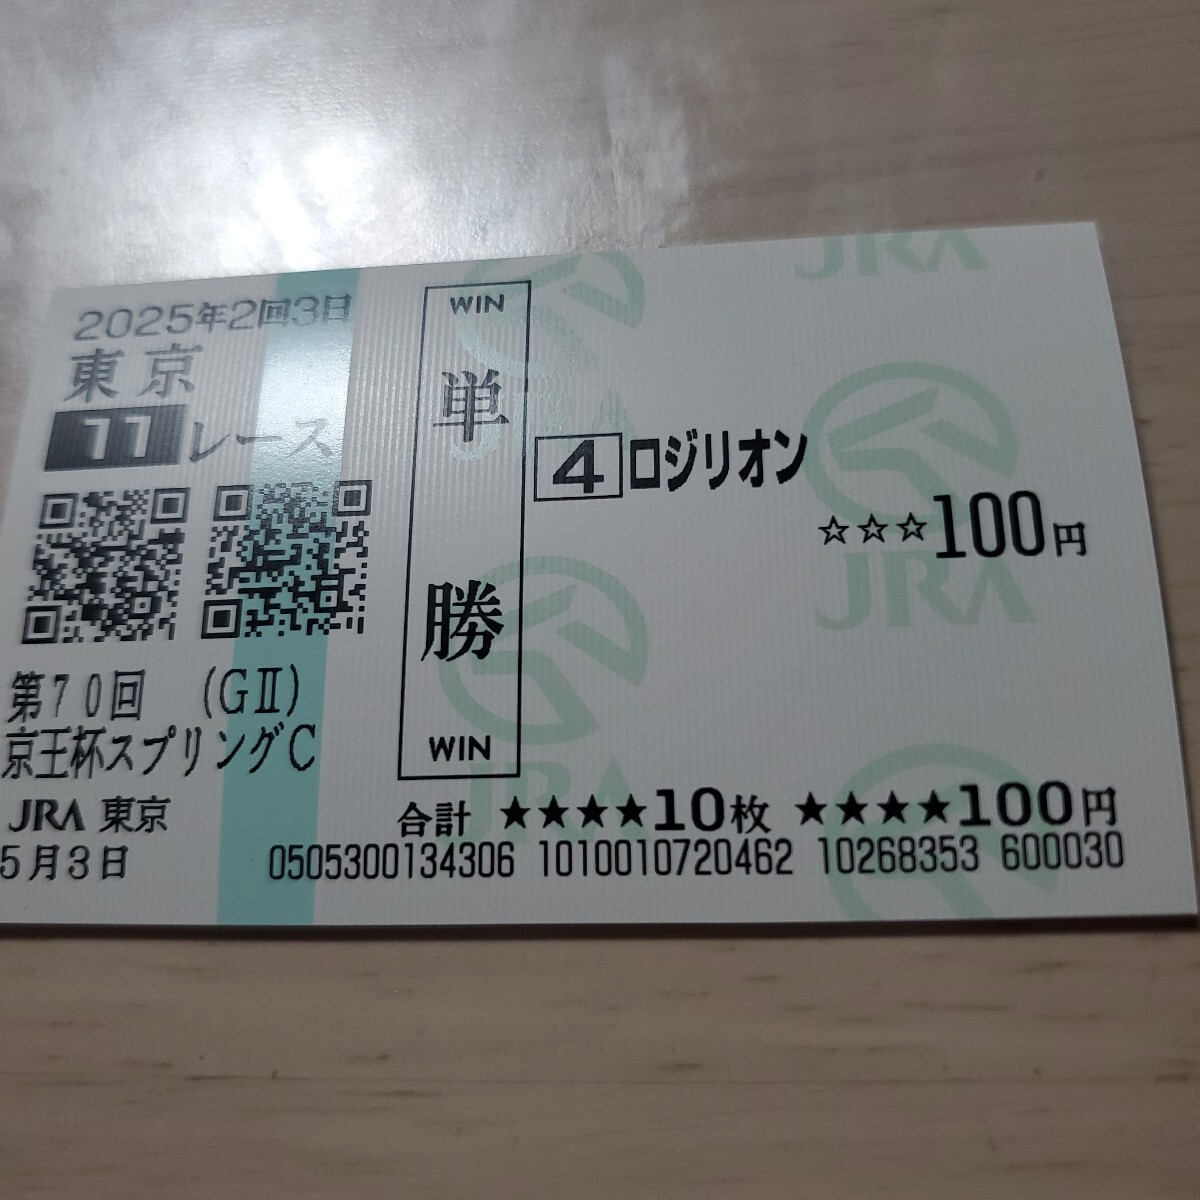 2025年2回3日
東京
11レース
第70回 (GⅡ)
京王杯スプリングC
JRA 東京
5月3日
WIN
単勝
WIN
4 ロジリオン
☆☆☆100円
合計 ★★★★10枚 ★★★★100円
0505300134306 1010010720462 10268353 600030
JRA
JRA
JRA